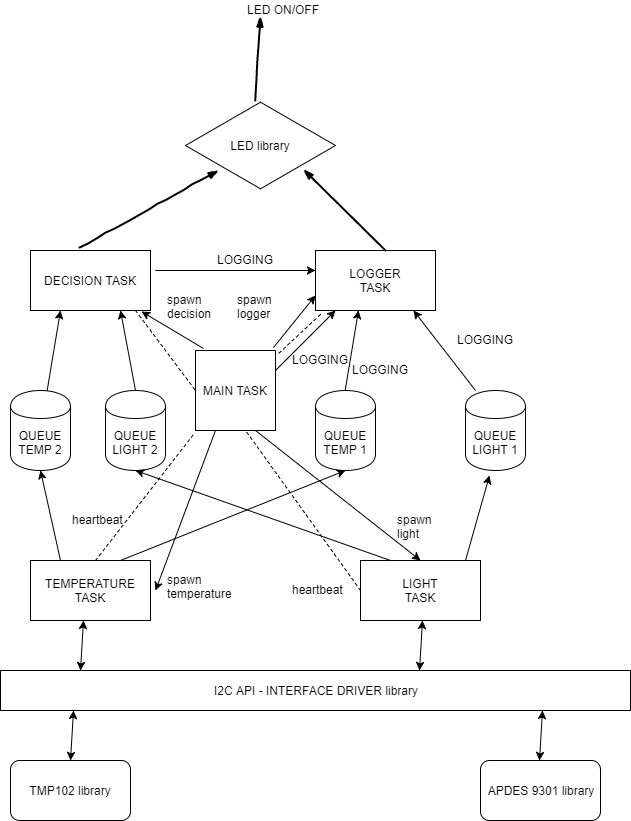 LED ON/OFF
LED library
DECISION TASK
LOGGING
LOGGER
TASK
spawn
decision
spawn
logger
MAIN TASK
LOGGING
LOGGING
LOGGING
QUEUE
TEMP 2
QUEUE
LIGHT 2
QUEUE
TEMP 1
QUEUE
LIGHT 1
heartbeat
spawn
light
TEMPERATURE
TASK
spawn
temperature
heartbeat
LIGHT
TASK
I2C API - INTERFACE DRIVER library
TMP102 library
APDES 9301 library